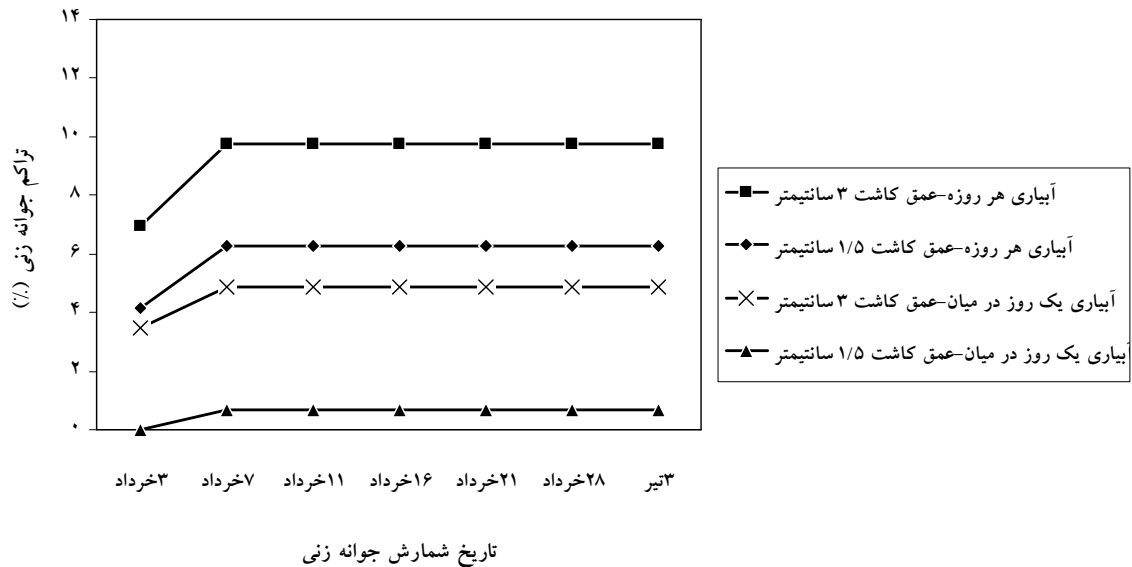 تراکم جوانه زنی (٪)
۱۴
۱۲
۱۰
۸
۶
۴
۲
۰
۳خرداد
۷خرداد
۱۱خرداد
۱۶خرداد
۲۱خرداد
۲۸خرداد
۳تیر
تاریخ شمارش جوانه زنی
آبیاری هر روزه-عمق کاشت ۳ سانتیمتر
آبیاری هر روزه-عمق کاشت ۱/۵ سانتیمتر
آبیاری یک روز در میان-عمق کاشت ۳ سانتیمتر
آبیاری یک روز در میان-عمق کاشت ۱/۵ سانتیمتر